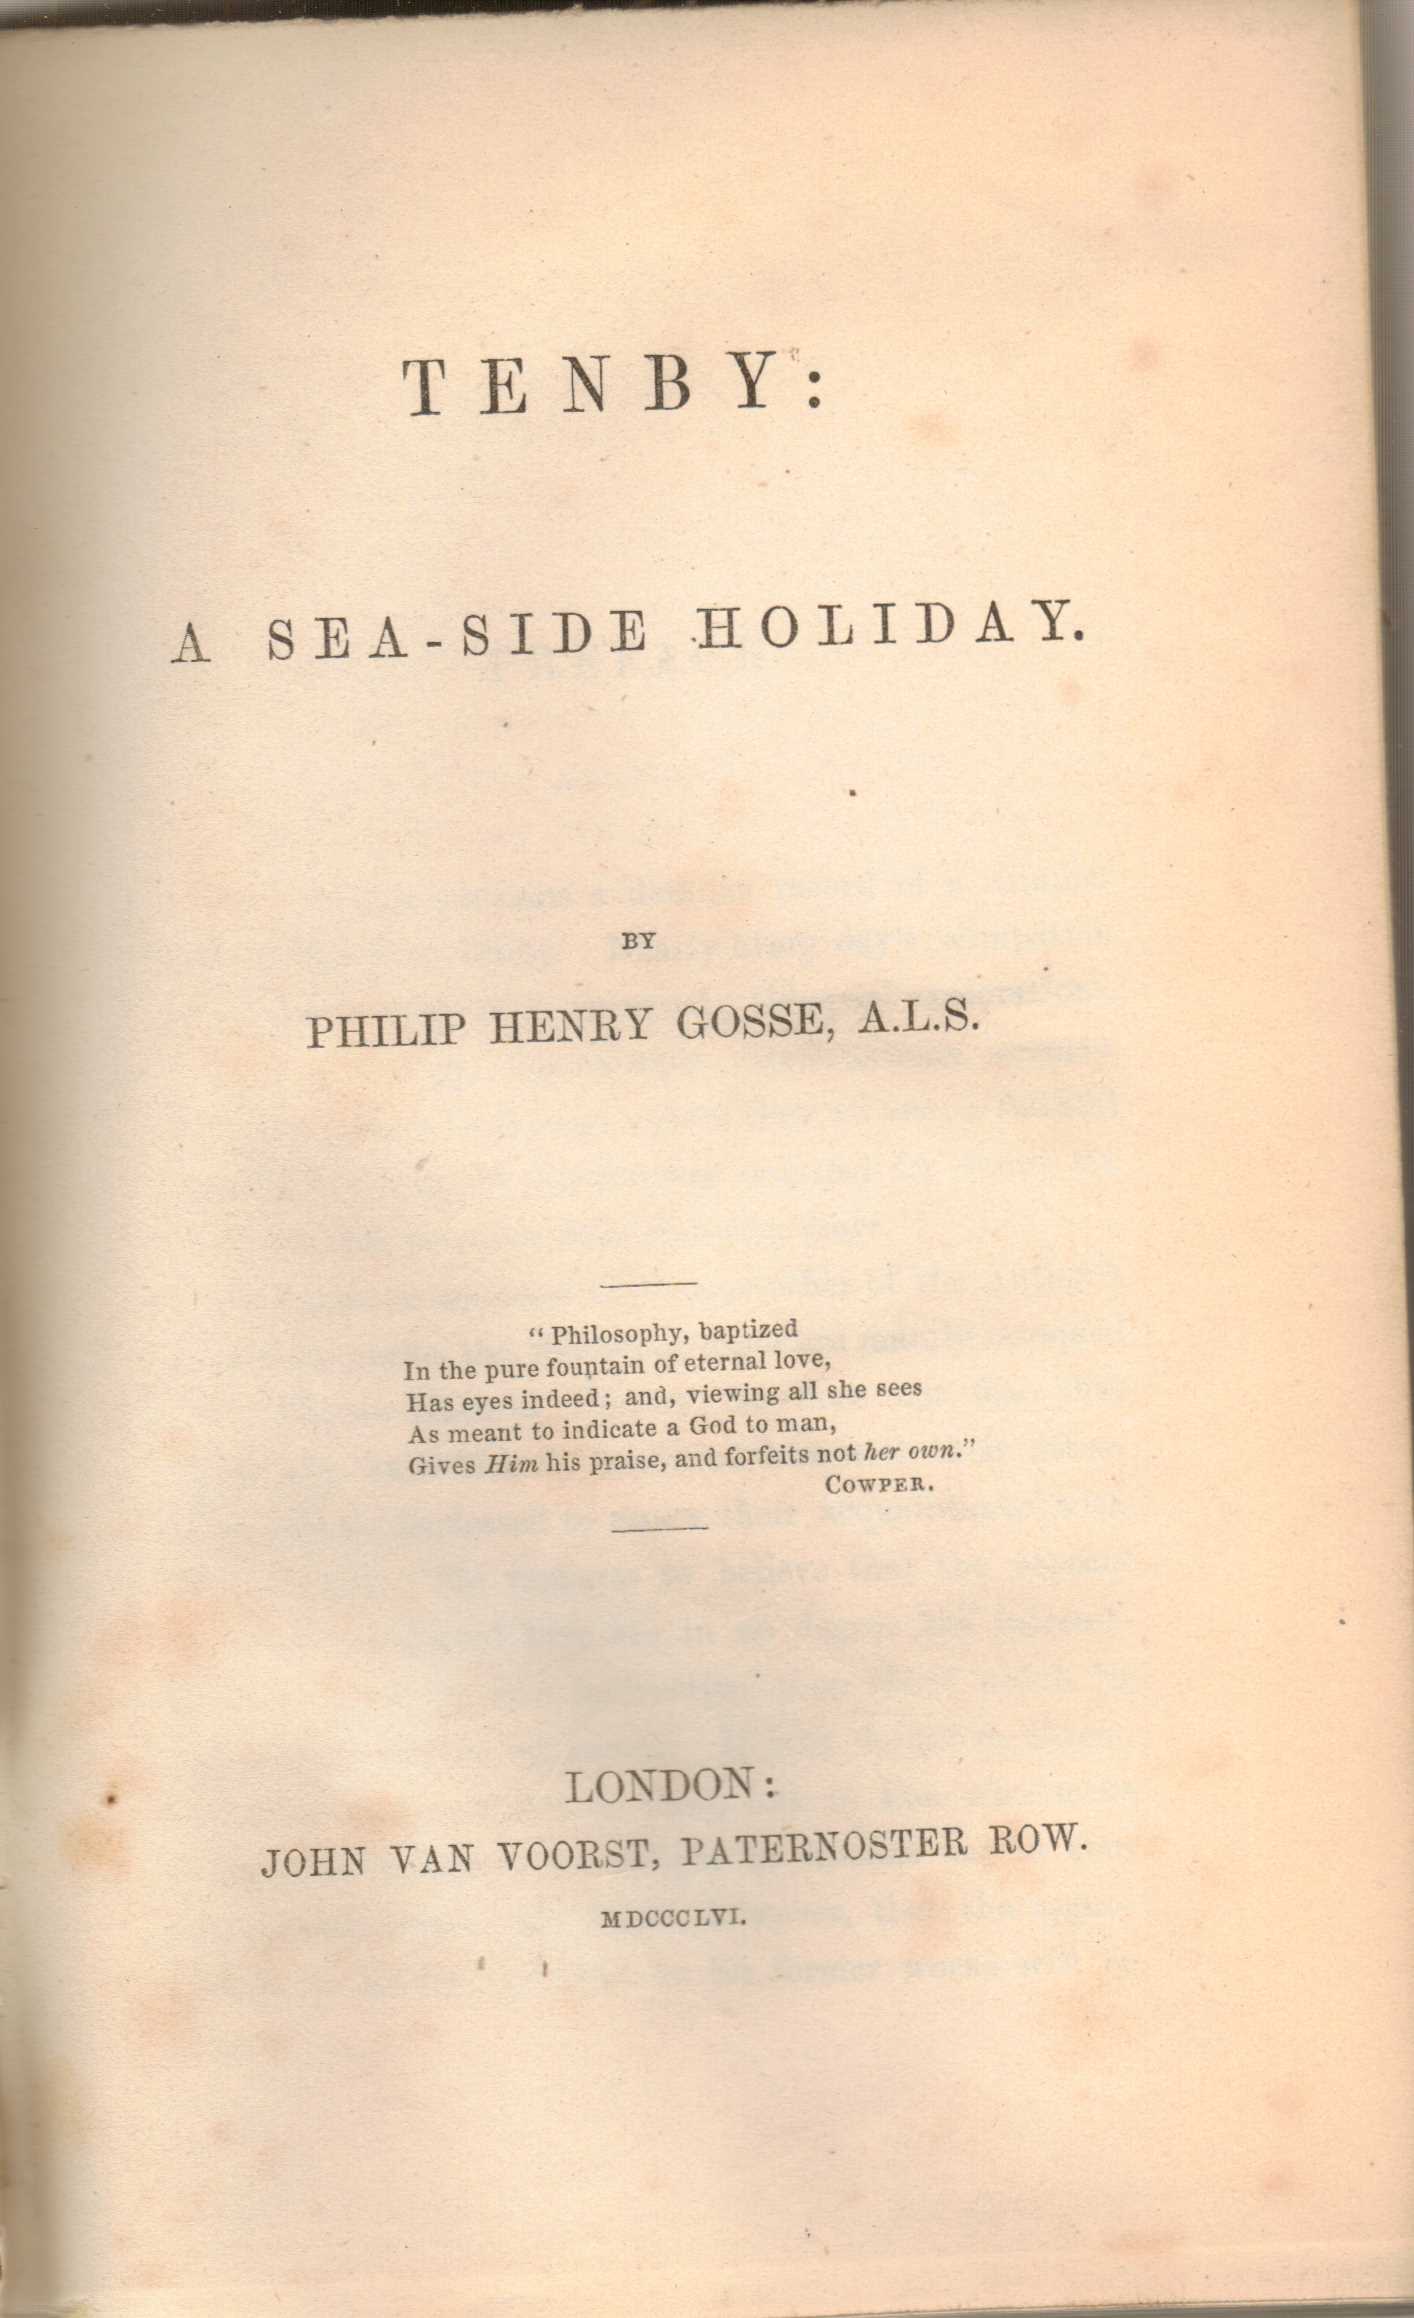 TENBY:
A SEA-SIDE HOLIDAY.
BY
PHILIP HENRY GOSSE, A.L.S.
“Philosophy, baptized
In the pure fountain of eternal love,
Has eyes indeed; and, viewing all she sees
As meant to indicate a God to man,
Gives Him his praise, and forfeits not her own.”
COWPER.
LONDON:
JOHN VAN VOORST, PATERNOSTER ROW.
MDCCCLVI.